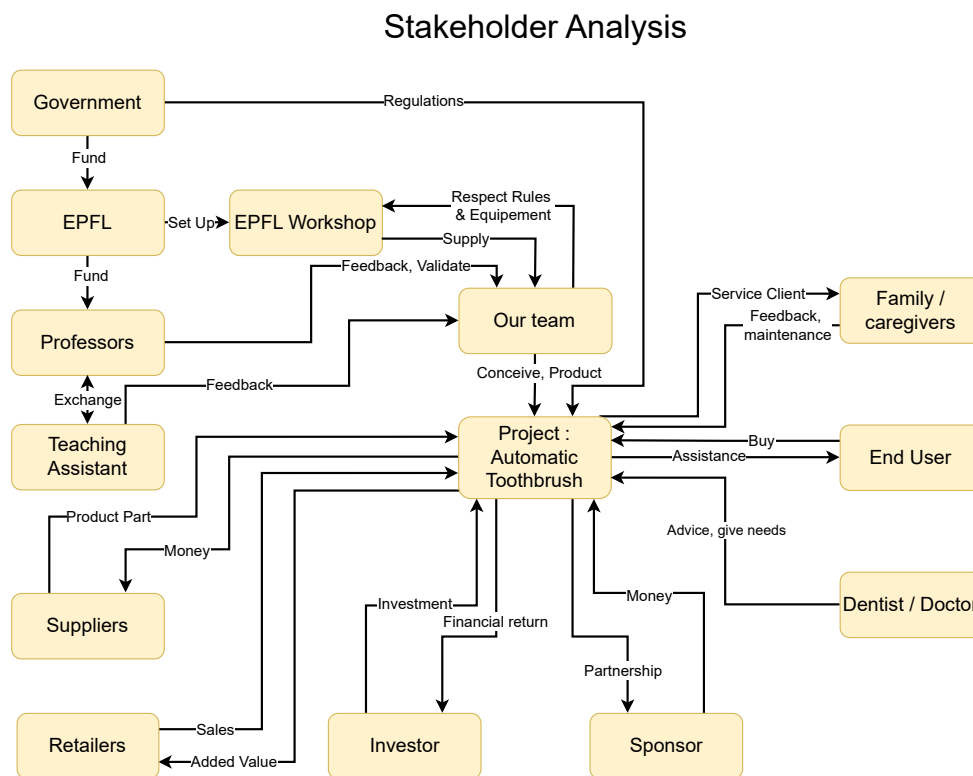 Stakeholder Analysis
Government
Regulations
Fund
EPFL
Set Up
EPFL Workshop
Respect Rules
& Equipement
Supply
Fund
Feedback, Validate
Professors
Our team
Service Client
Family /
caregivers
Feedback,
maintenance
Exchange
Feedback
Conceive, Product
Teaching
Assistant
Project :
Automatic
Toothbrush
Buy
Assistance
End User
Product Part
Money
Advice, give needs
Suppliers
Investment
Financial return
Money
Dentist / Doctor
Partnership
Retailers
Sales
Added Value
Investor
Sponsor